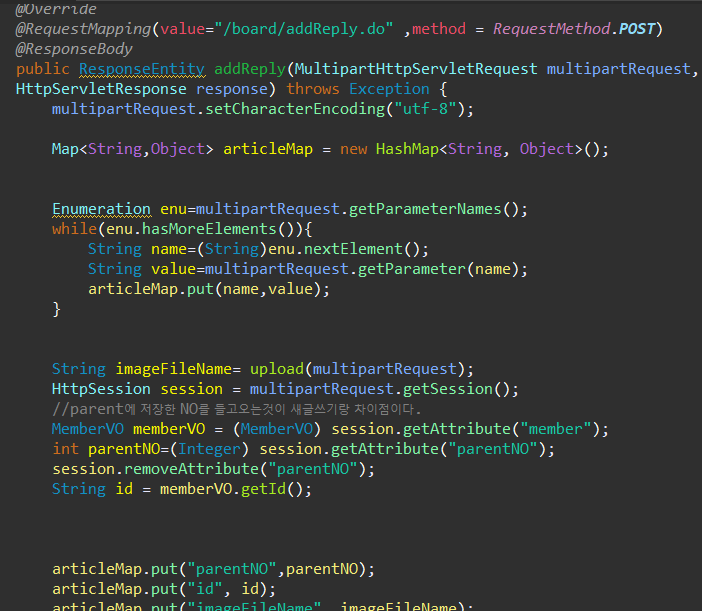 @Override
@RequestMapping(value="/board/addReply.do" ,method = RequestMethod.POST)
@ResponseBody
public ResponseEntity addReply(MultipartHttpServletRequest multipartRequest,
HttpServletResponse response) throws Exception {
multipartRequest.setCharacterEncoding("utf-8");
Map<String,Object> articleMap = new HashMap<String, Object>();
Enumeration enu=multipartRequest.getParameterNames();
while(enu.hasMoreElements()){
String name=(String)enu.nextElement();
String value=multipartRequest.getParameter(name);
articleMap.put(name,value);
}
String imageFileName= upload(multipartRequest);
HttpSession session = multipartRequest.getSession();
//parent에 저장한 NO를 들고오는것이 새글쓰기랑 차이점이다.
MemberVO memberVO = (MemberVO) session.getAttribute("member");
int parentNO=(Integer) session.getAttribute("parentNO");
session.removeAttribute("parentNO");
String id = memberVO.getId();
articleMap.put("parentNO",parentNO);
articleMap.put("id", id);
articleMap.put("imageFileName", imageFileName);